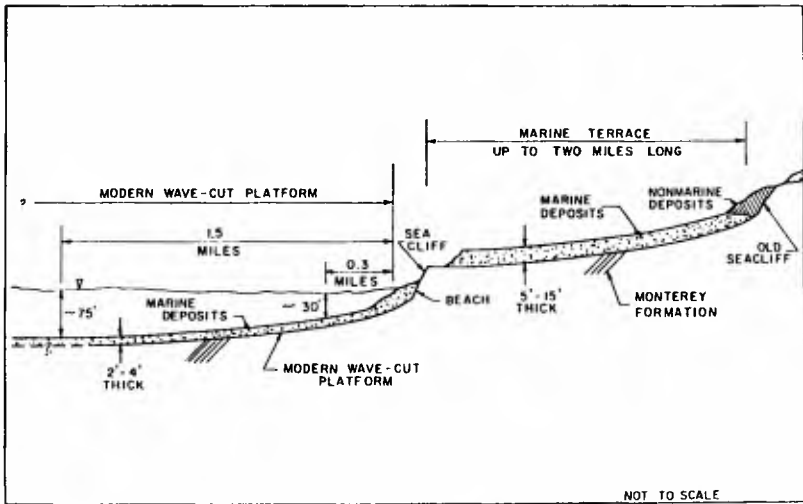 MARINE TERRACE
UP TO TWO MILES LONG
MODERN WAVE-CUT PLATFORM
?
NONMARINE
DEPOSITS
MARINE
DEPOSITS
1.5
MILES
SEA
CLIFF
0.3
MILES
OLD
SEACLIFF
~75'
MARINE
DEPOSITS
~30'
BEACH
5'-15'
THICK
MONTEREY
FORMATION
?
2'-4'
THICK
MODERN WAVE-CUT
PLATFORM
NOT TO SCALE